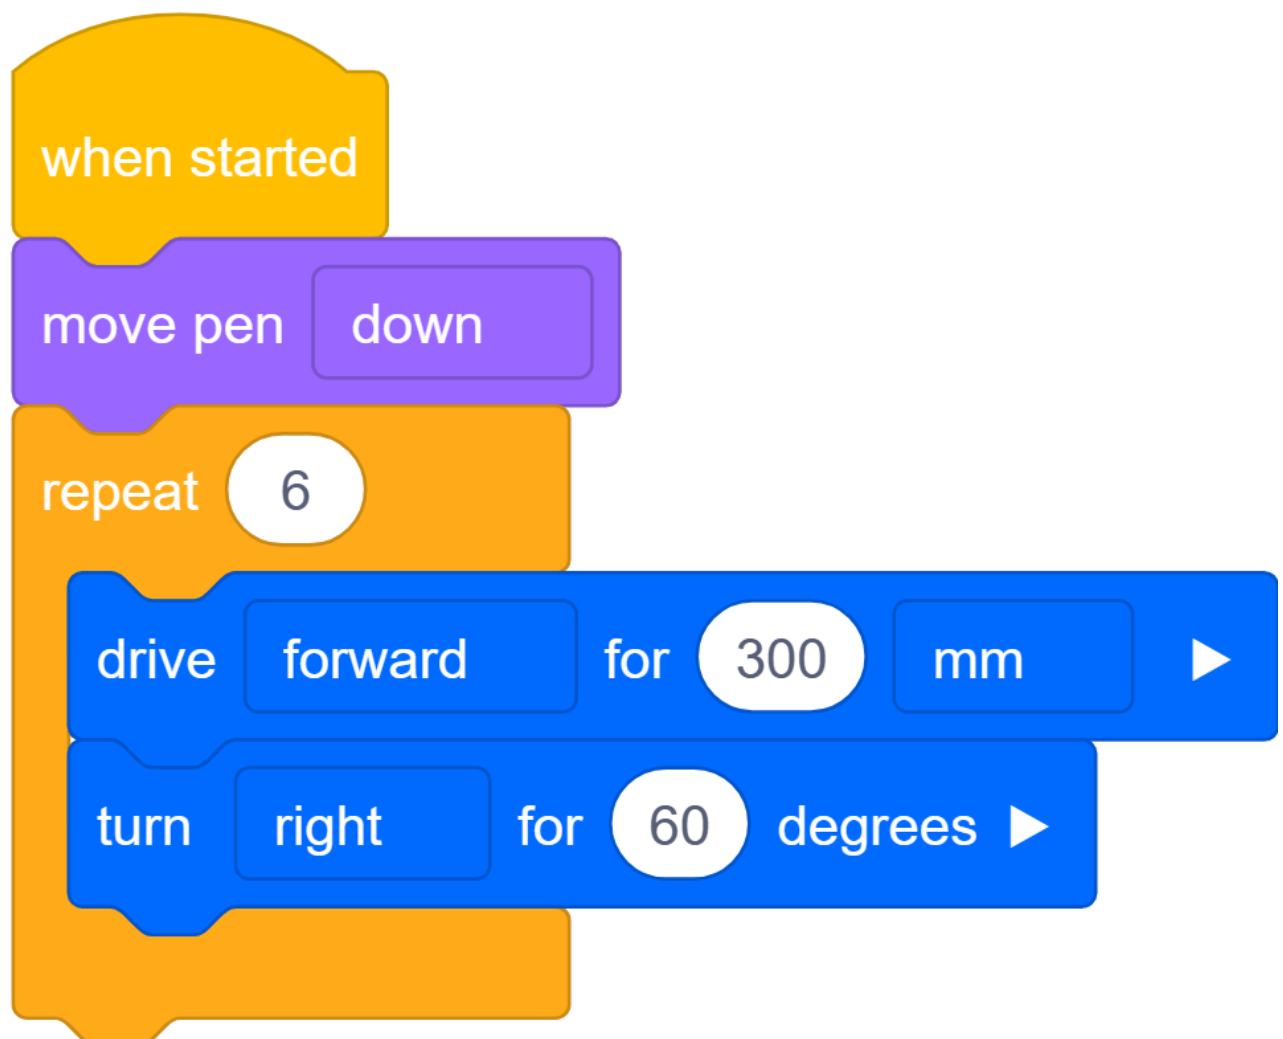 when started
move pen down
repeat 6
drive forward for 300 mm
turn right for 60 degrees